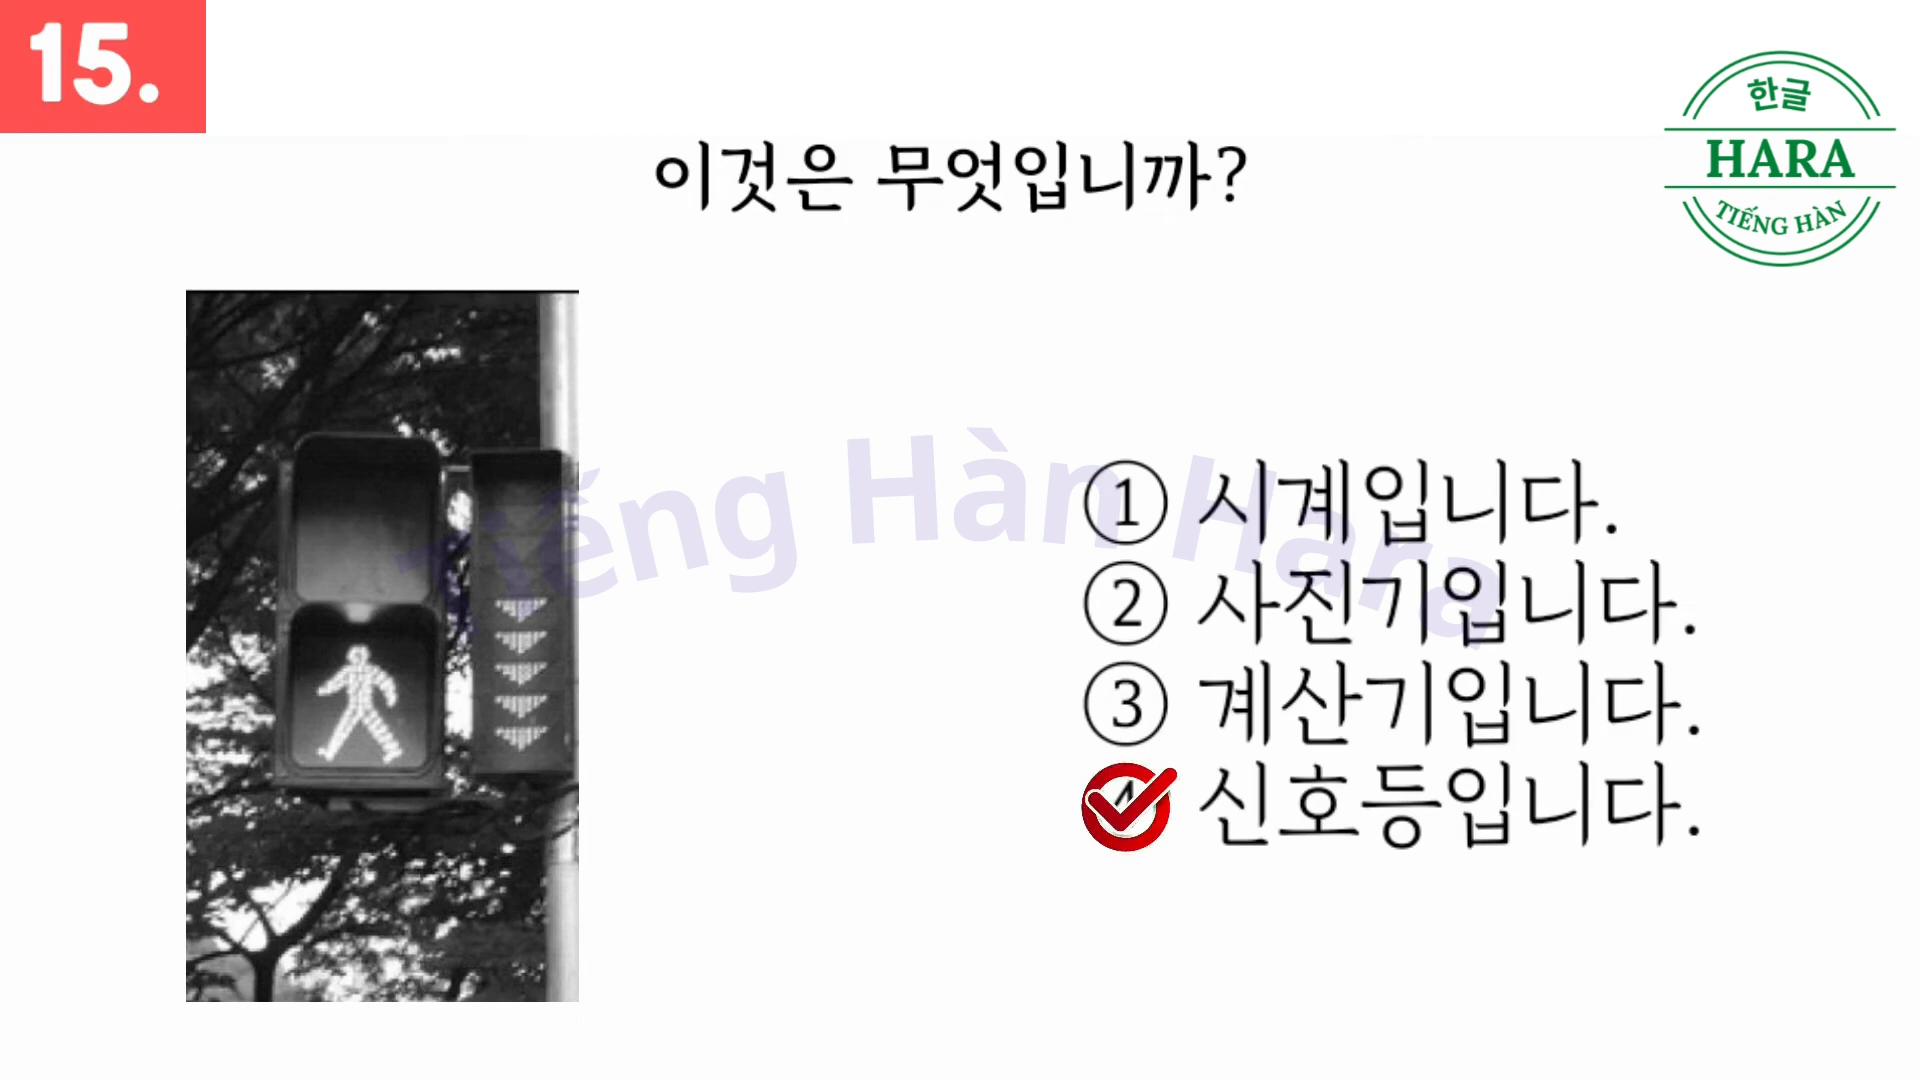 15.
한글
HARA
TIẾNG HÀN
이것은 무엇입니까?
Tiếng Hàn Hara
① 시계입니다.
② 사진기입니다.
③ 계산기입니다.
④ 신호등입니다.